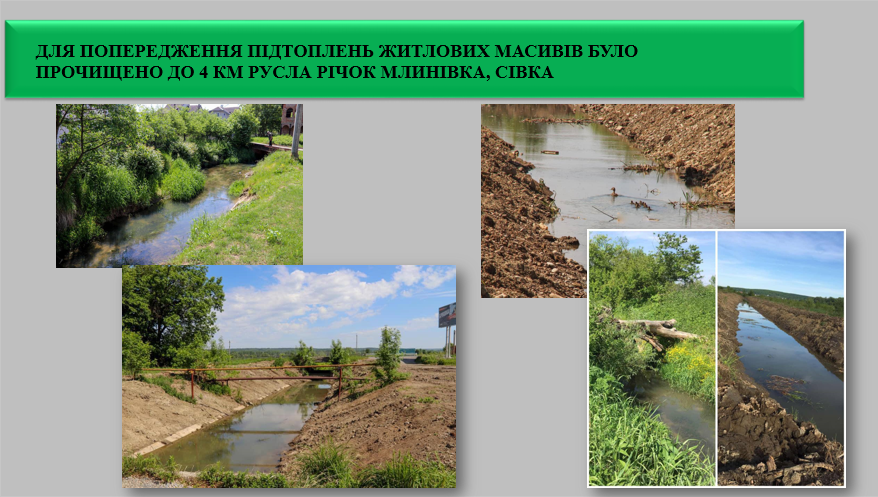 ДЛЯ ПОПЕРЕДЖЕННЯ ПІДТОПЛЕНЬ ЖИТЛОВИХ МАСИВІВ БУЛО
ПРОЧИЩЕНО ДО 4 КМ РУСЛА РІЧОК МЛИНІВКА, СІВКА